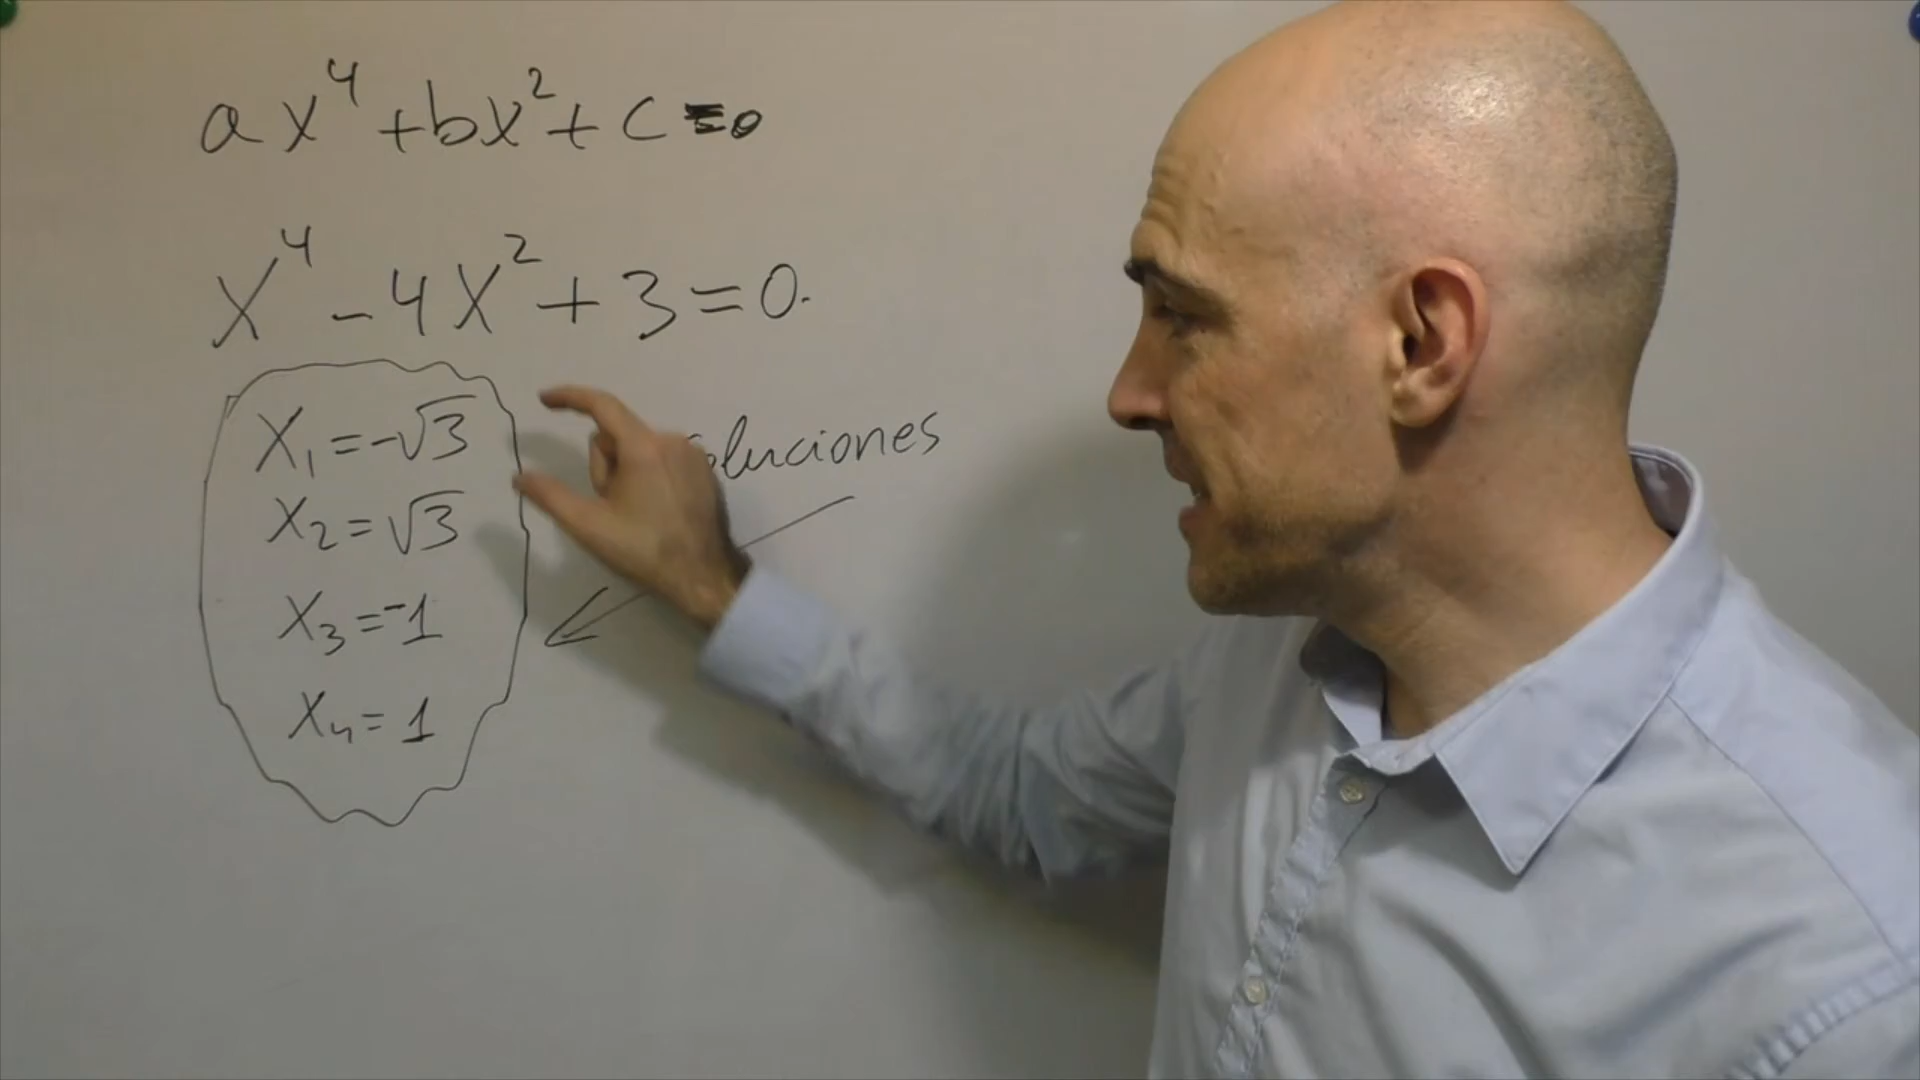 ax⁴+bx²+c=0
x⁴-4x²+3=0.
x₁=-√3
x₂=√3
x₃=-1
x₄=1